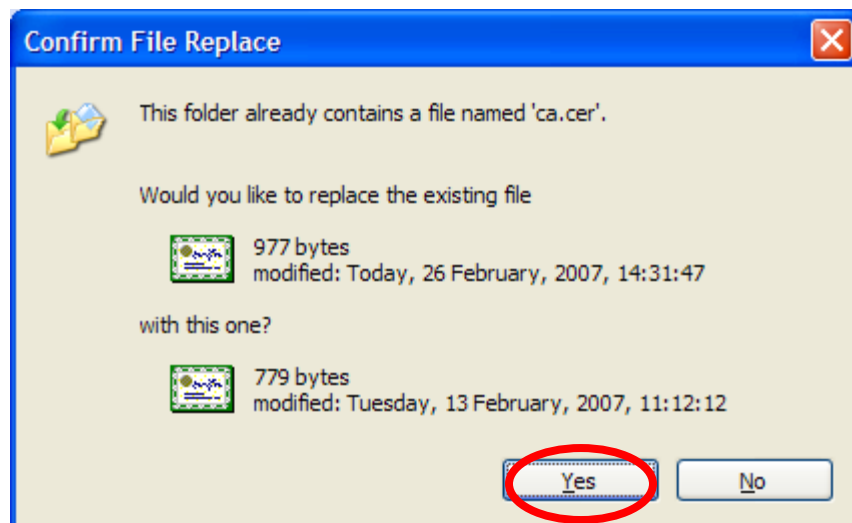 Confirm File Replace
This folder already contains a file named 'ca.cer'.
Would you like to replace the existing file
977 bytes
modified: Today, 26 February, 2007, 14:31:47
with this one?
779 bytes
modified: Tuesday, 13 February, 2007, 11:12:12
Yes No